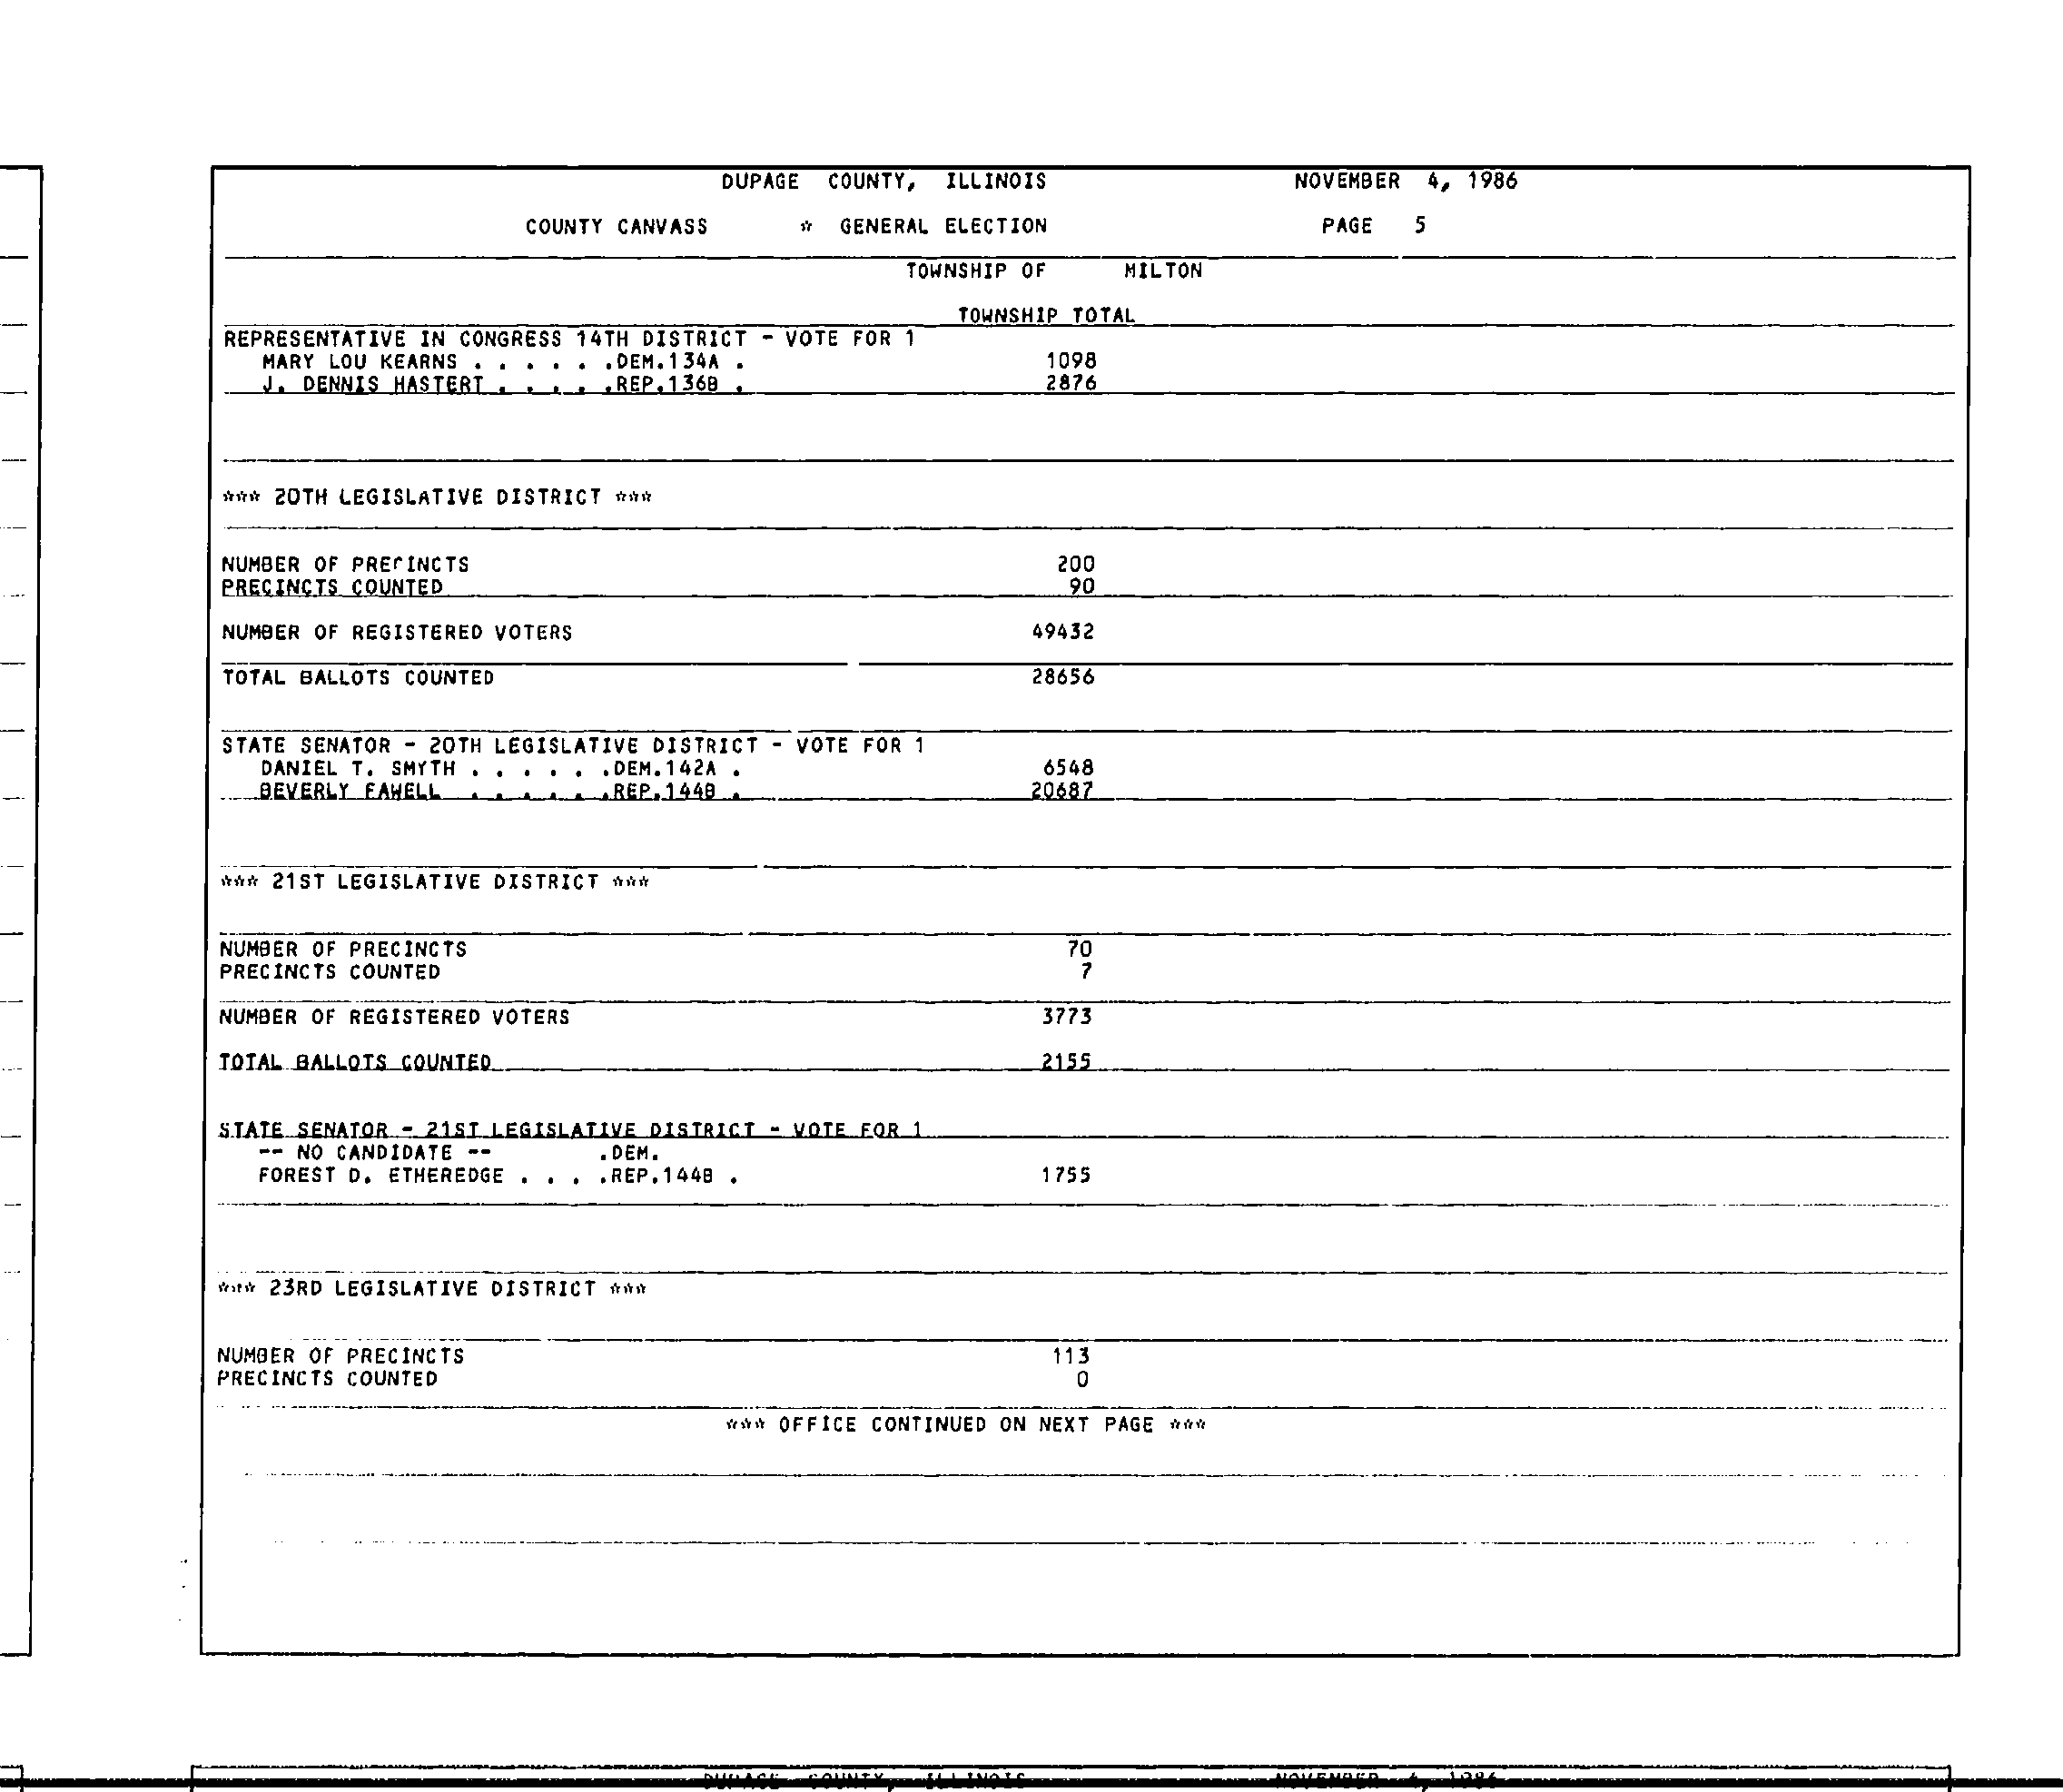 DUPAGE COUNTY, ILLINOIS NOVEMBER 4, 1986
COUNTY CANVASS * GENERAL ELECTION PAGE 5
TOWNSHIP OF MILTON
TOWNSHIP TOTAL
REPRESENTATIVE IN CONGRESS 14TH DISTRICT - VOTE FOR 1
MARY LOU KEARNS . . . . . .DEM.134A . 1098
J. DENNIS HASTERT . . . . .REP.136B . 2876
*** 20TH LEGISLATIVE DISTRICT ***
NUMBER OF PRECINCTS 200
PRECINCTS COUNTED 90
NUMBER OF REGISTERED VOTERS 49432
TOTAL BALLOTS COUNTED 28656
STATE SENATOR - 20TH LEGISLATIVE DISTRICT - VOTE FOR 1
DANIEL T. SMYTH . . . . . .DEM.142A . 6548
BEVERLY FAWELL . . . . . .REP.144B . 20687
*** 21ST LEGISLATIVE DISTRICT ***
NUMBER OF PRECINCTS 70
PRECINCTS COUNTED 7
NUMBER OF REGISTERED VOTERS 3773
TOTAL BALLOTS COUNTED 2155
STATE SENATOR - 21ST LEGISLATIVE DISTRICT - VOTE FOR 1
-- NO CANDIDATE -- .DEM.
FOREST D. ETHEREDGE . . . .REP.144B . 1755
*** 23RD LEGISLATIVE DISTRICT ***
NUMBER OF PRECINCTS 113
PRECINCTS COUNTED 0
*** OFFICE CONTINUED ON NEXT PAGE ***
DUPAGE COUNTY, ILLINOIS NOVEMBER 4, 1986